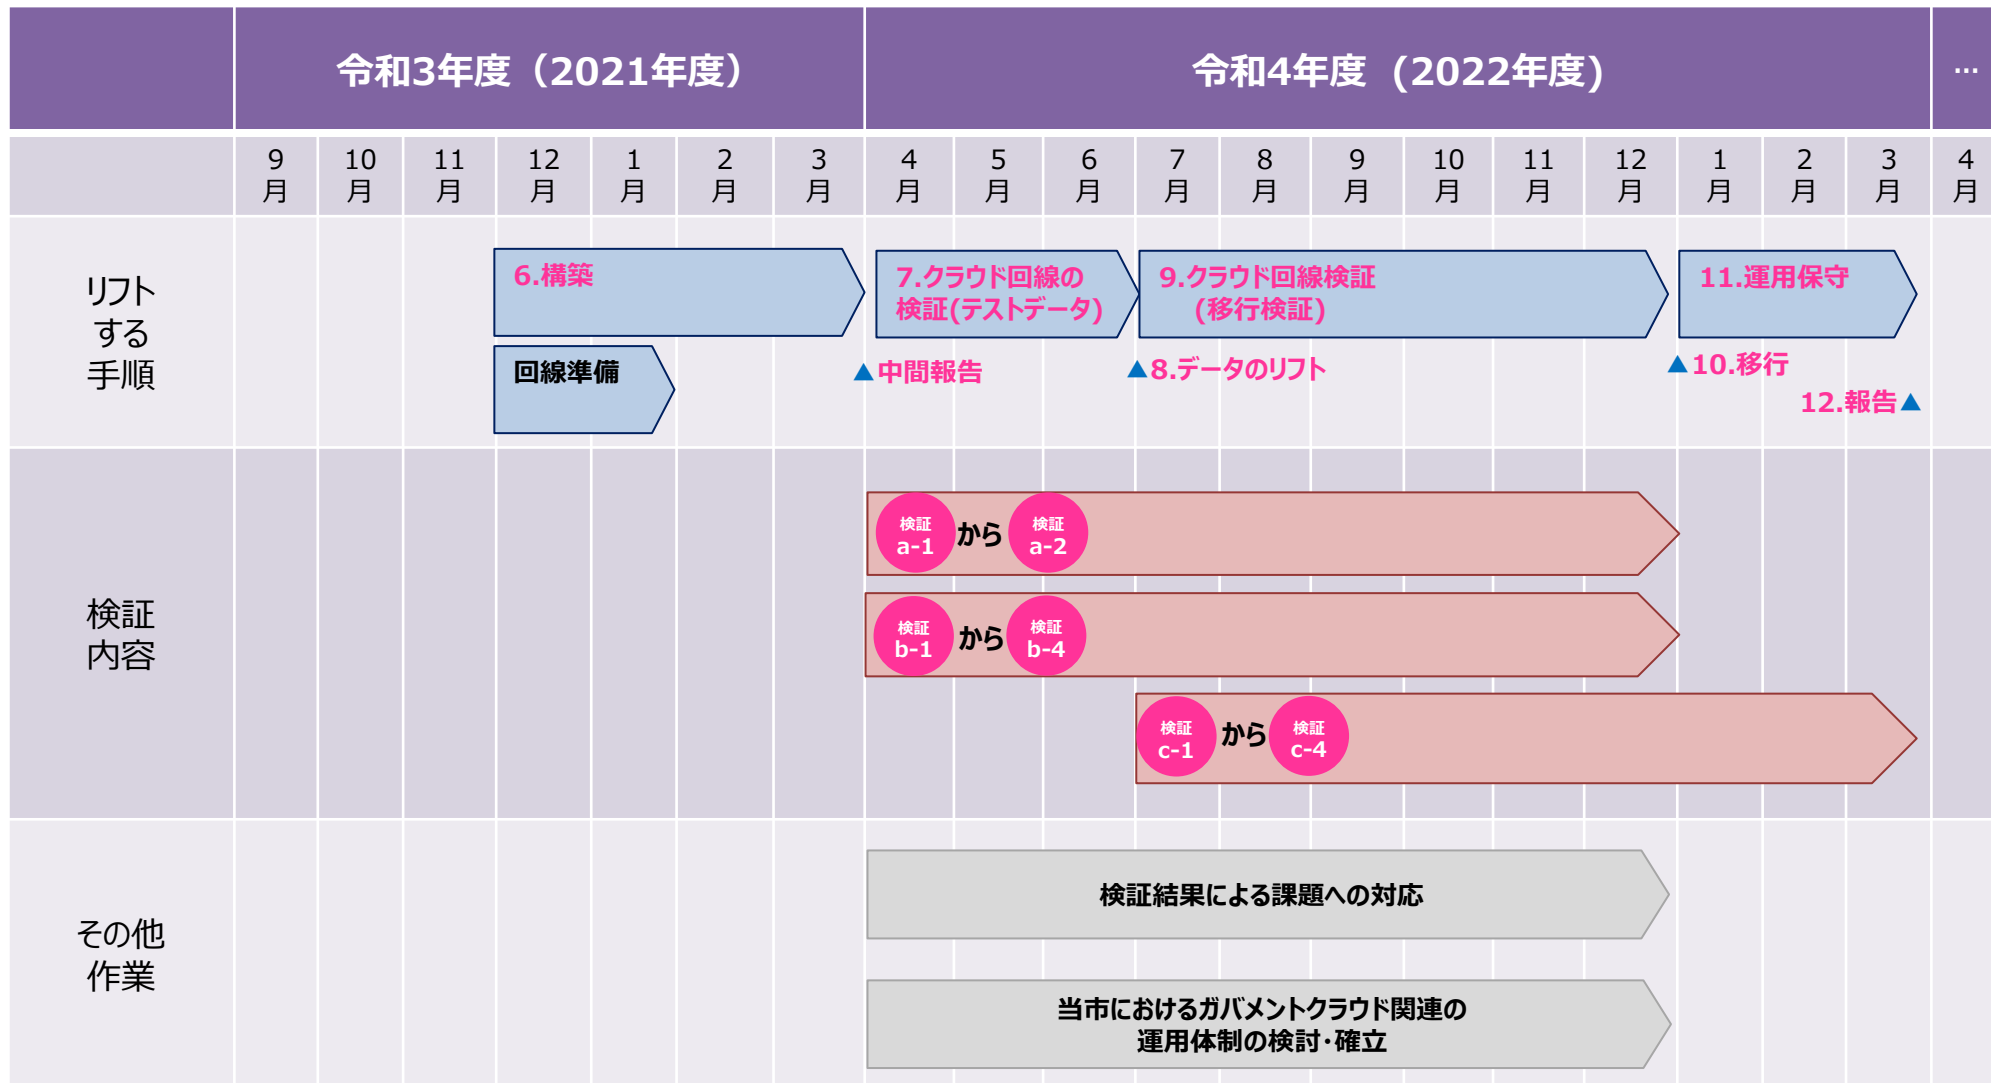 令和3年度（2021年度）
令和4年度 (2022年度)
…
9
月
10
月
11
月
12
月
1
月
2
月
3
月
4
月
5
月
6
月
7
月
8
月
9
月
10
月
11
月
12
月
1
月
2
月
3
月
4
月
リフト
する
手順
6.構築
7.クラウド回線の
検証(テストデータ)
9.クラウド回線検証
(移行検証)
11.運用保守
回線準備
▲中間報告
▲8.データのリフト
▲10.移行
12.報告▲
検証
内容
検証
a-1
から
検証
a-2
検証
b-1
から
検証
b-4
検証
c-1
から
検証
c-4
その他
作業
検証結果による課題への対応
当市におけるガバメントクラウド関連の
運用体制の検討･確立